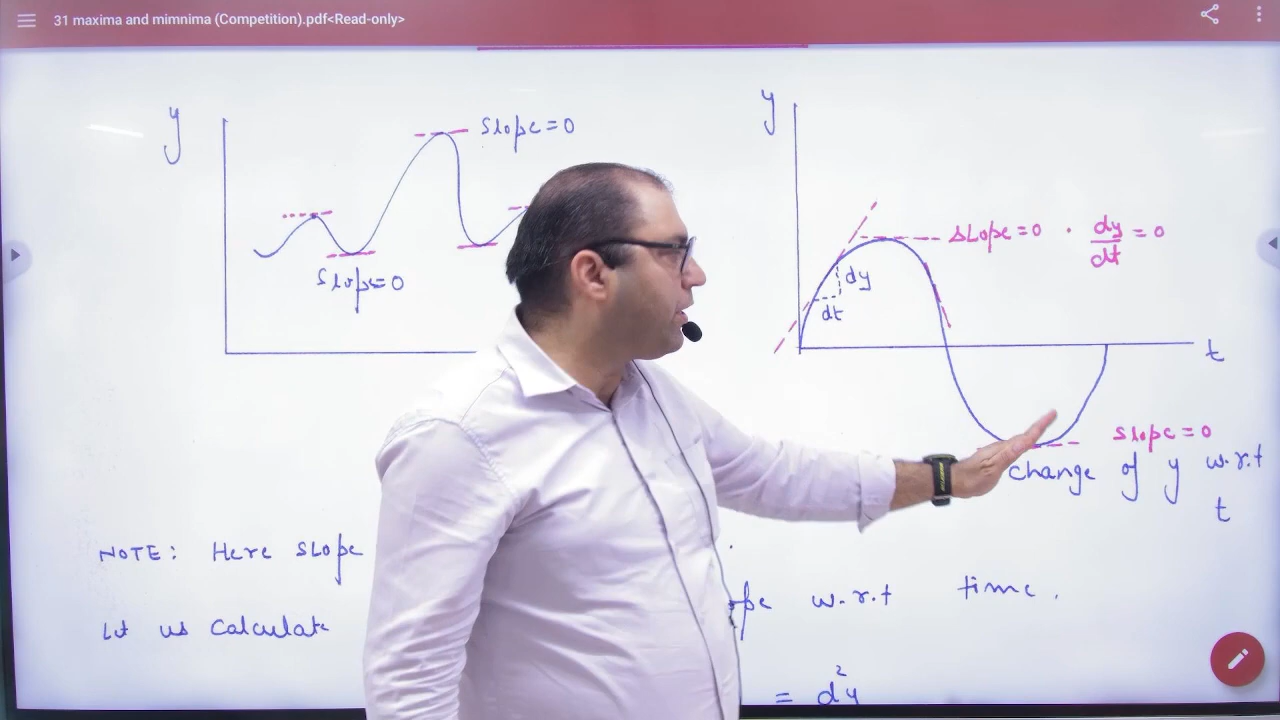 31 maxima and mimnima (Competition).pdf<Read-only>
y
slope=0
slope=0
y
slope=0 · dy/dt = 0
dy
dt
t
slope=0
change of y w.r.t
t
NOTE: Here slope
w.r.t time.
Let us calculate
= d²y